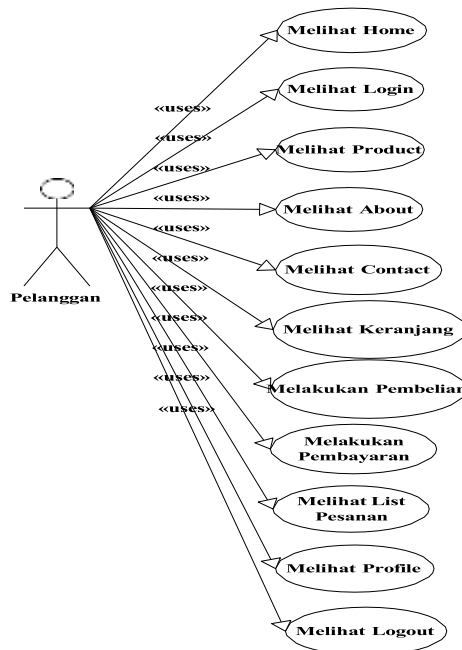 Melihat Home
Melihat Login
«uses»
«uses»
Melihat Product
«uses»
«uses»
Melihat About
«uses»
Melihat Contact
«uses»
Pelanggan
«uses»
«uses»
Melihat Keranjang
«uses»
«uses»
Melakukan Pembelian
«uses»
Melakukan
Pembayaran
Melihat List
Pesanan
Melihat Profile
Melihat Logout